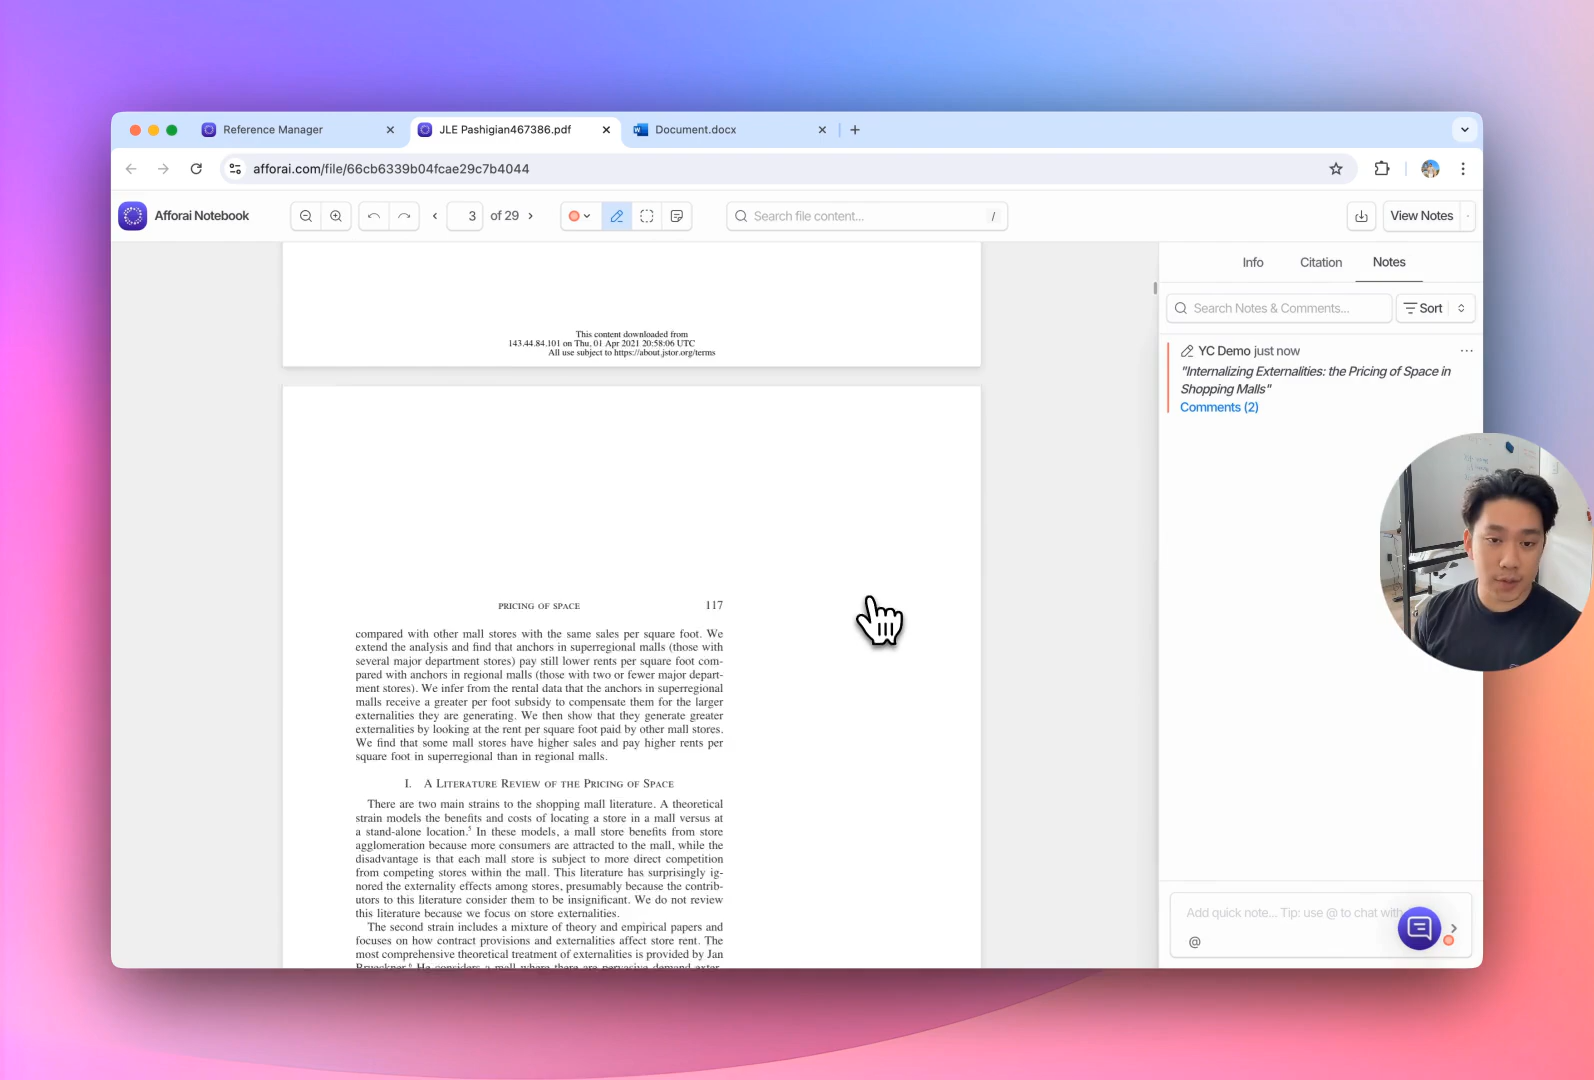 Reference Manager
JLE Pashigian467386.pdf
Document.docx
afforai.com/file/66cb6339b04fcae29c7b4044
Afforai Notebook
3 of 29
Search file content...
/
View Notes
Info
Citation
Notes
Search Notes & Comments...
Sort
This content downloaded from
143.44.84.101 on Thu, 01 Apr 2021 20:58:06 UTC
All use subject to https://about.jstor.org/terms
YC Demo just now
"Internalizing Externalities: the Pricing of Space in
Shopping Malls"
Comments (2)
PRICING OF SPACE 117
compared with other mall stores with the same sales per square foot. We
extend the analysis and find that anchors in superregional malls (those with
several major department stores) pay still lower rents per square foot com-
pared with anchors in regional malls (those with two or fewer major depart-
ment stores). We infer from the rental data that the anchors in superregional
malls receive a greater per foot subsidy to compensate them for the larger
externalities they are generating. We then show that they generate greater
externalities by looking at the rent per square foot paid by other mall stores.
We find that some mall stores have higher sales and pay higher rents per
square foot in superregional than in regional malls.
I. A LITERATURE REVIEW OF THE PRICING OF SPACE
There are two main strains to the shopping mall literature. A theoretical
strain models the benefits and costs of locating a store in a mall versus at
a stand-alone location.5 In these models, a mall store benefits from store
agglomeration because more consumers are attracted to the mall, while the
disadvantage is that each mall store is subject to more direct competition
from competing stores within the mall. This literature has surprisingly ig-
nored the externality effects among stores, presumably because the contrib-
utors to this literature consider them to be insignificant. We do not review
this literature because we focus on store externalities.
The second strain includes a mixture of theory and empirical papers and
focuses on how contract provisions and externalities affect store rent. The
most comprehensive theoretical treatment of externalities is provided by Jan
Brueckner.6 He considers a mall where there are pervasive demand exter-
Add quick note... Tip: use @ to chat with
@